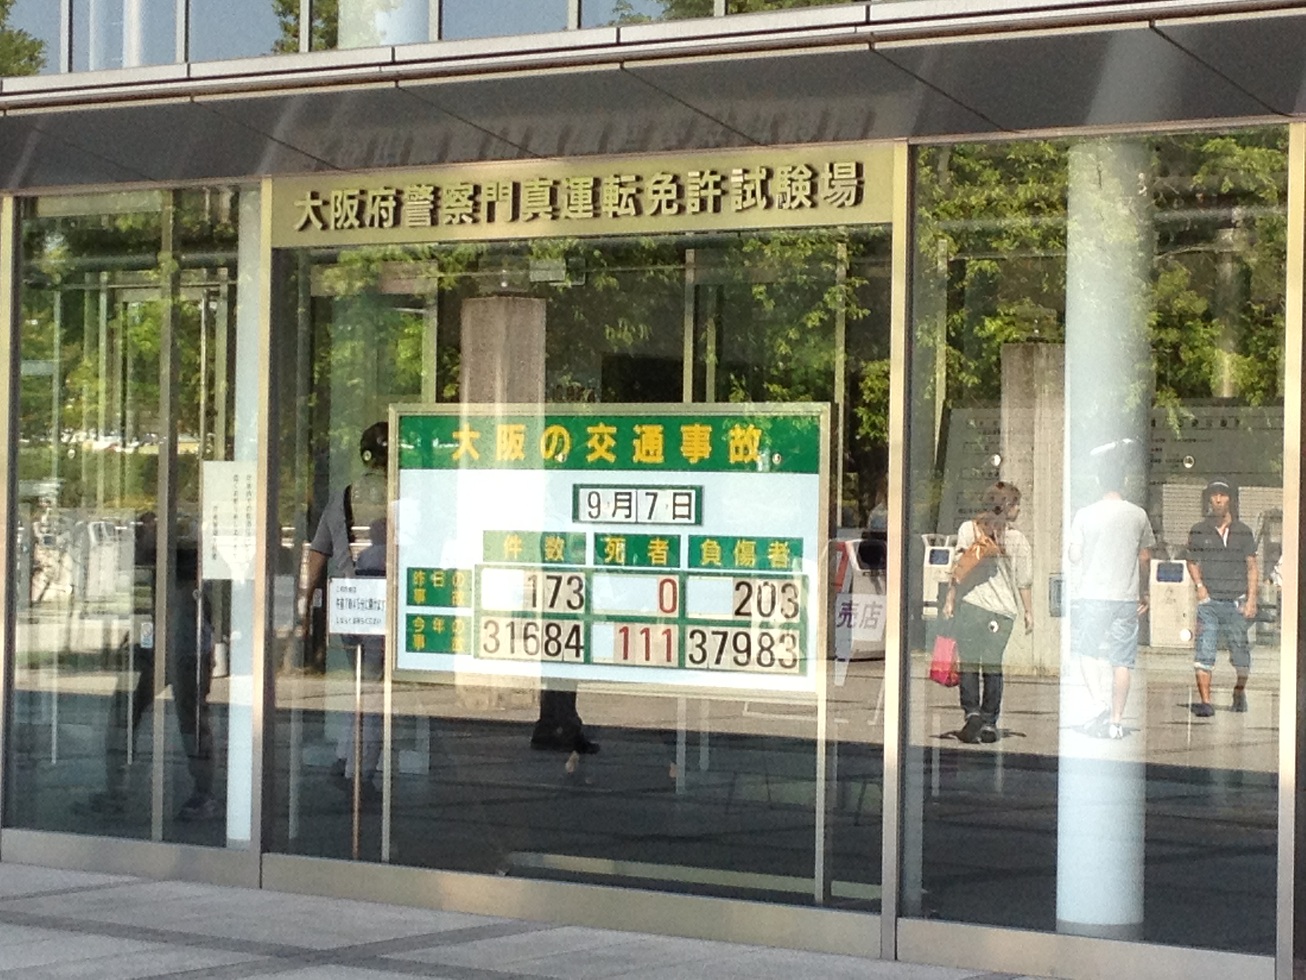 大阪府警察門真運転免許試験場
大阪の交通事故
9月7日
件数 死者 負傷者
昨日の事故 173 0 203
今年の事故 31684 111 37983
売店